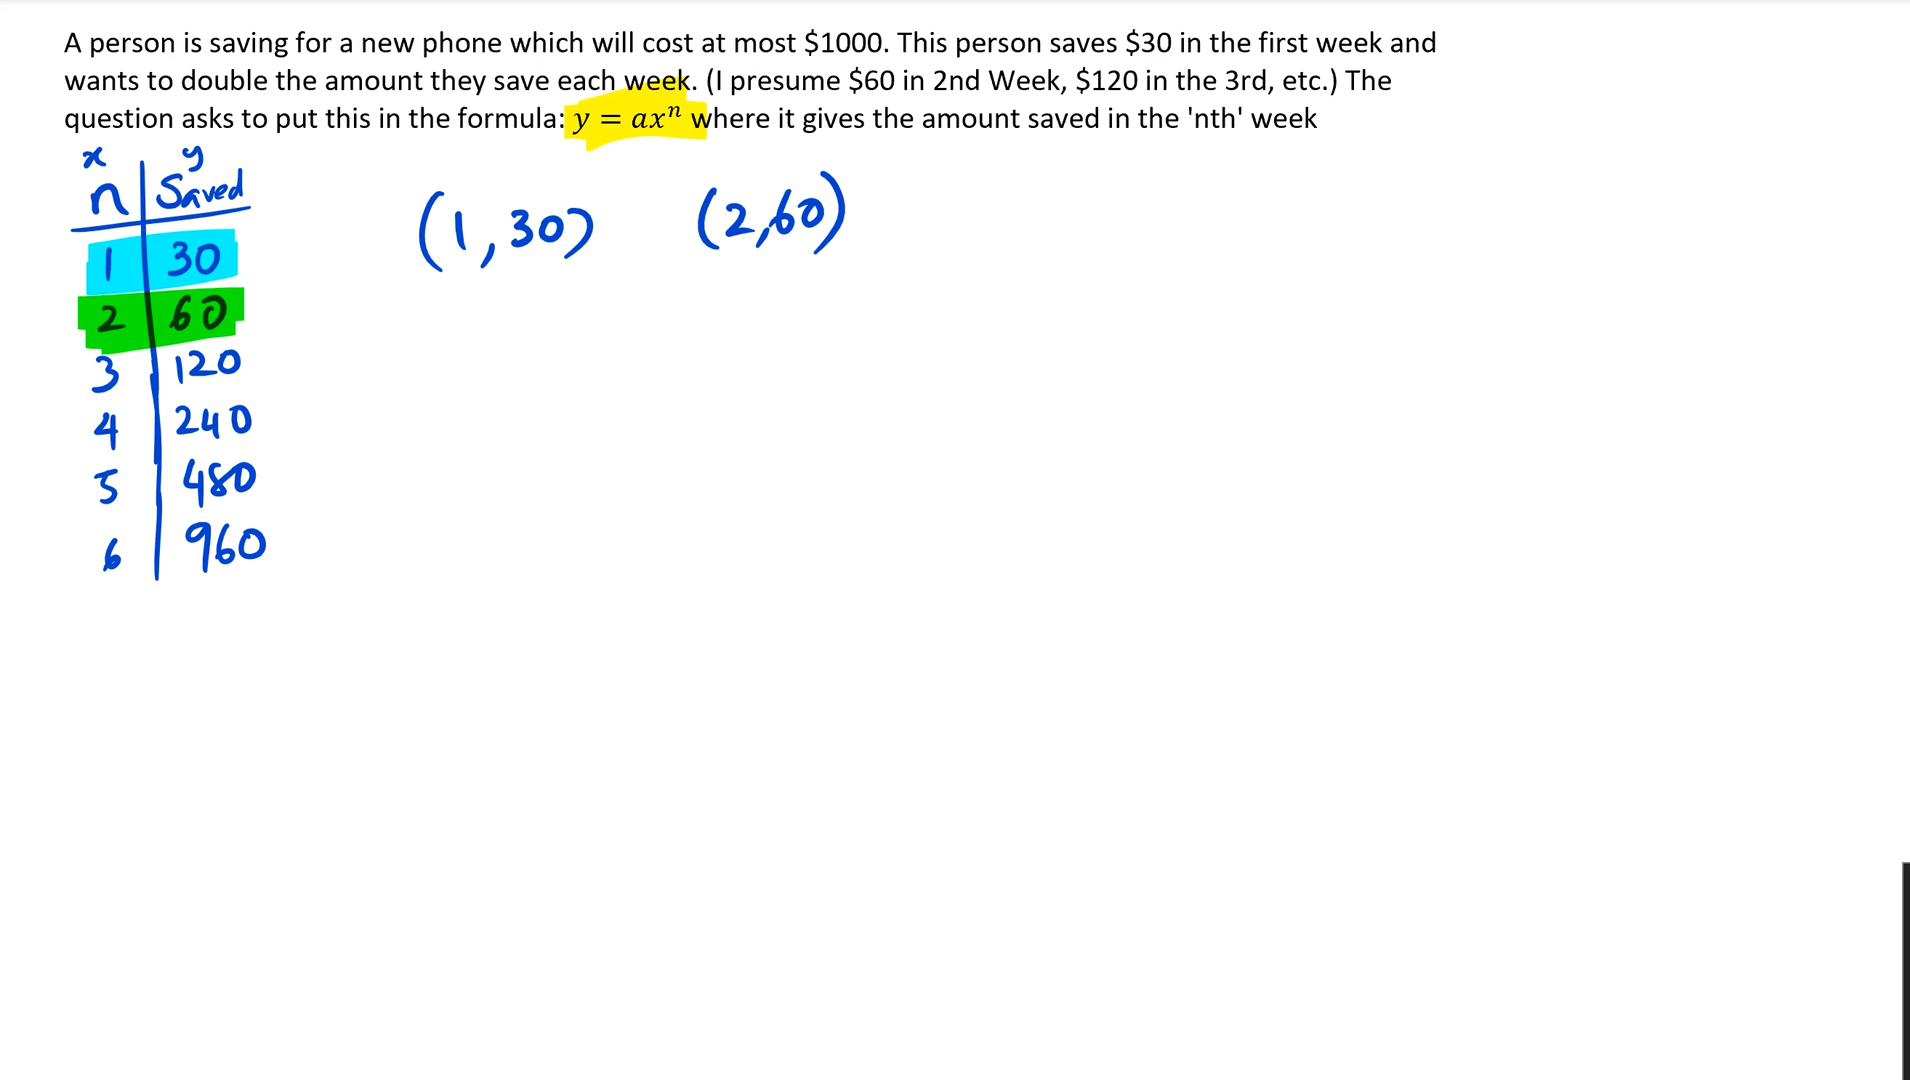 A person is saving for a new phone which will cost at most $1000. This person saves $30 in the first week and
wants to double the amount they save each week. (I presume $60 in 2nd Week, $120 in the 3rd, etc.) The
question asks to put this in the formula: y = axⁿ where it gives the amount saved in the 'nth' week
x y
n Saved
1 30
2 60
3 120
4 240
5 480
6 960
(1,30) (2,60)